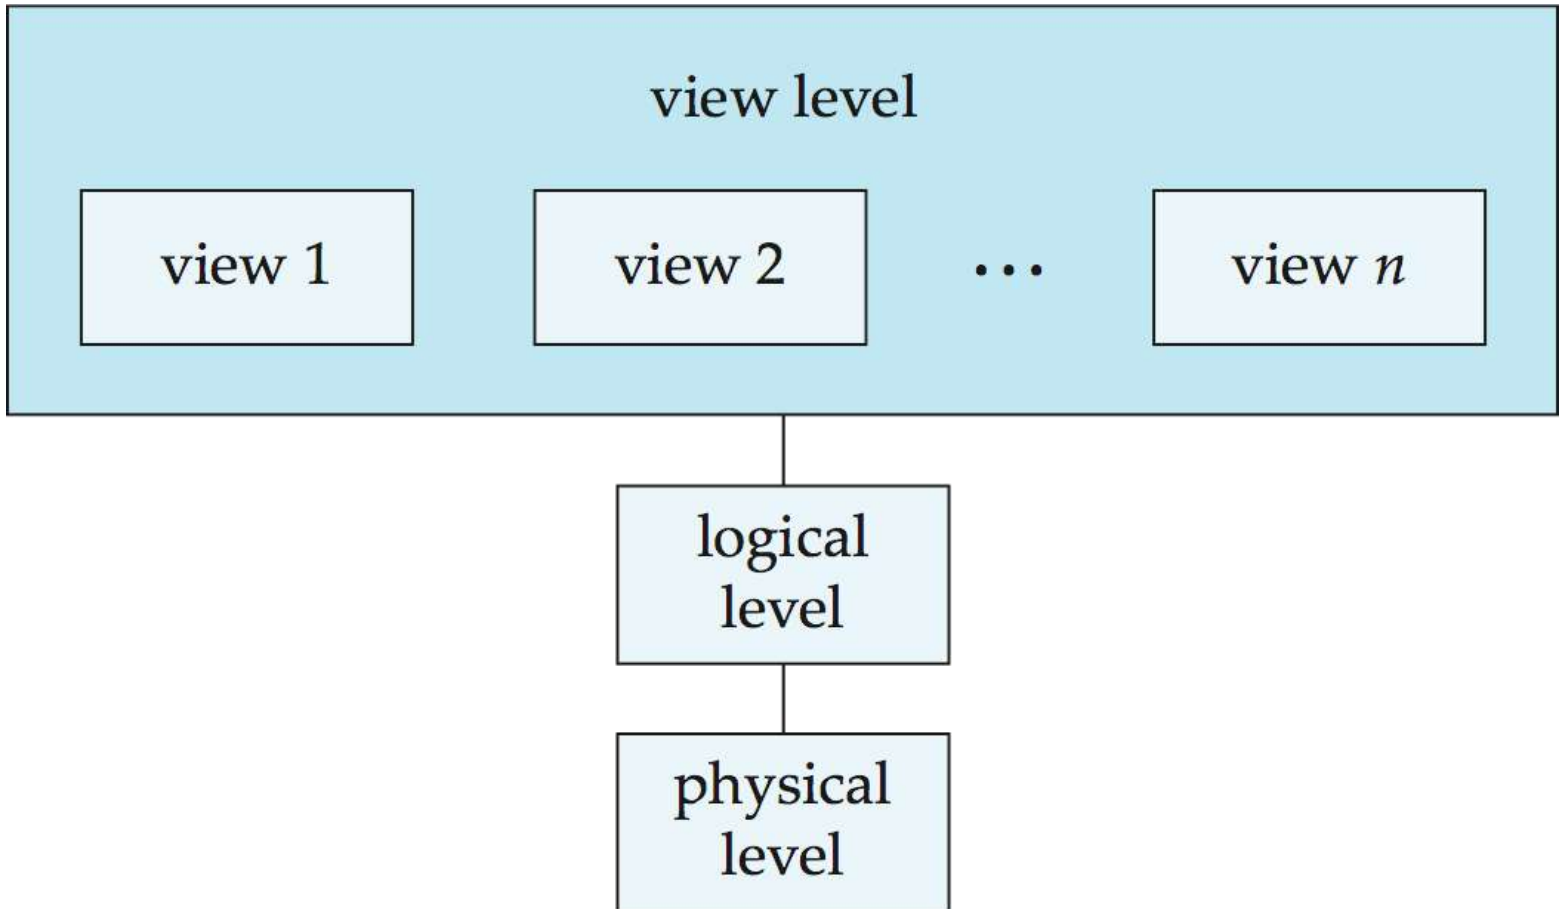 view level
view 1 view 2 ... view n
logical
level
physical
level